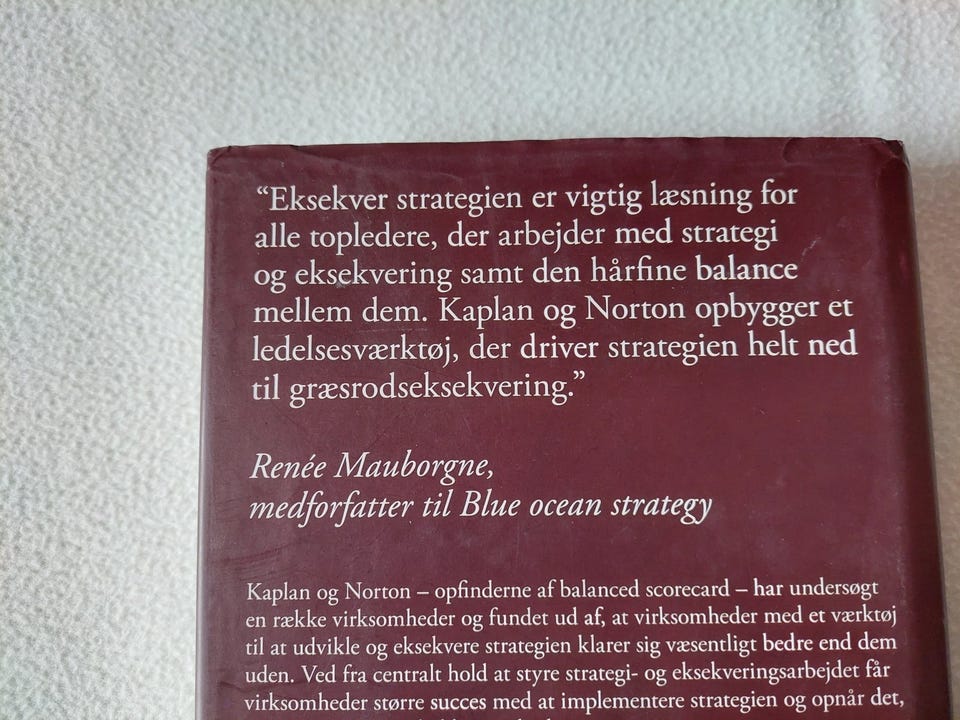 “Eksekver strategien er vigtig læsning for
alle topledere, der arbejder med strategi
og eksekvering samt den hårfine balance
mellem dem. Kaplan og Norton opbygger et
ledelsesværktøj, der driver strategien helt ned
til græsrodseksekvering.”
Renée Mauborgne,
medforfatter til Blue ocean strategy
Kaplan og Norton – opfinderne af balanced scorecard – har undersøgt
en række virksomheder og fundet ud af, at virksomheder med et værktøj
til at udvikle og eksekvere strategien klarer sig væsentligt bedre end dem
uden. Ved fra centralt hold at styre strategi- og eksekveringsarbejdet får
virksomheder større succes med at implementere strategien og opnår det,